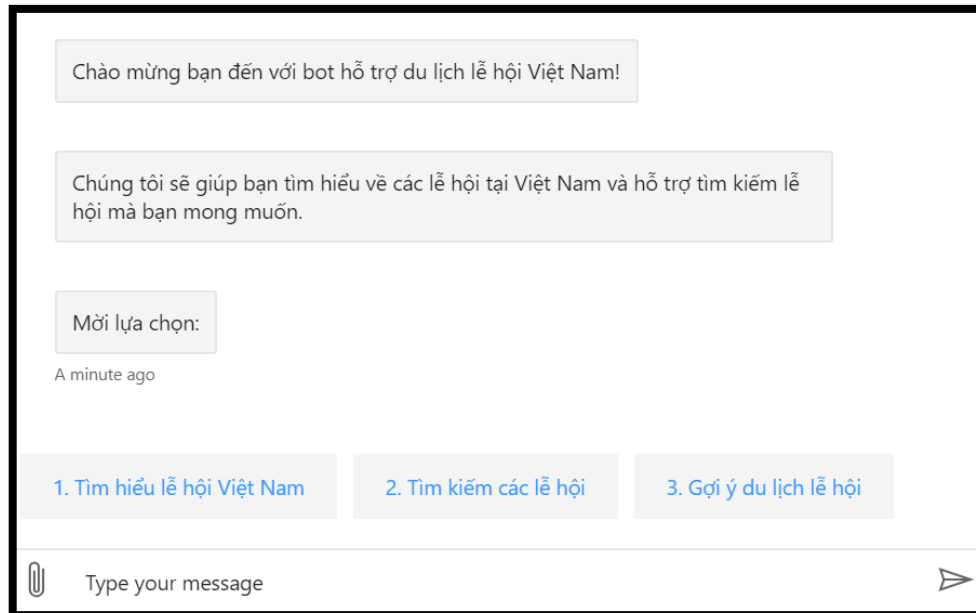 Chào mừng bạn đến với bot hỗ trợ du lịch lễ hội Việt Nam!
Chúng tôi sẽ giúp bạn tìm hiểu về các lễ hội tại Việt Nam và hỗ trợ tìm kiếm lễ
hội mà bạn mong muốn.
Mời lựa chọn:
A minute ago
1. Tìm hiểu lễ hội Việt Nam
2. Tìm kiếm các lễ hội
3. Gợi ý du lịch lễ hội
Type your message